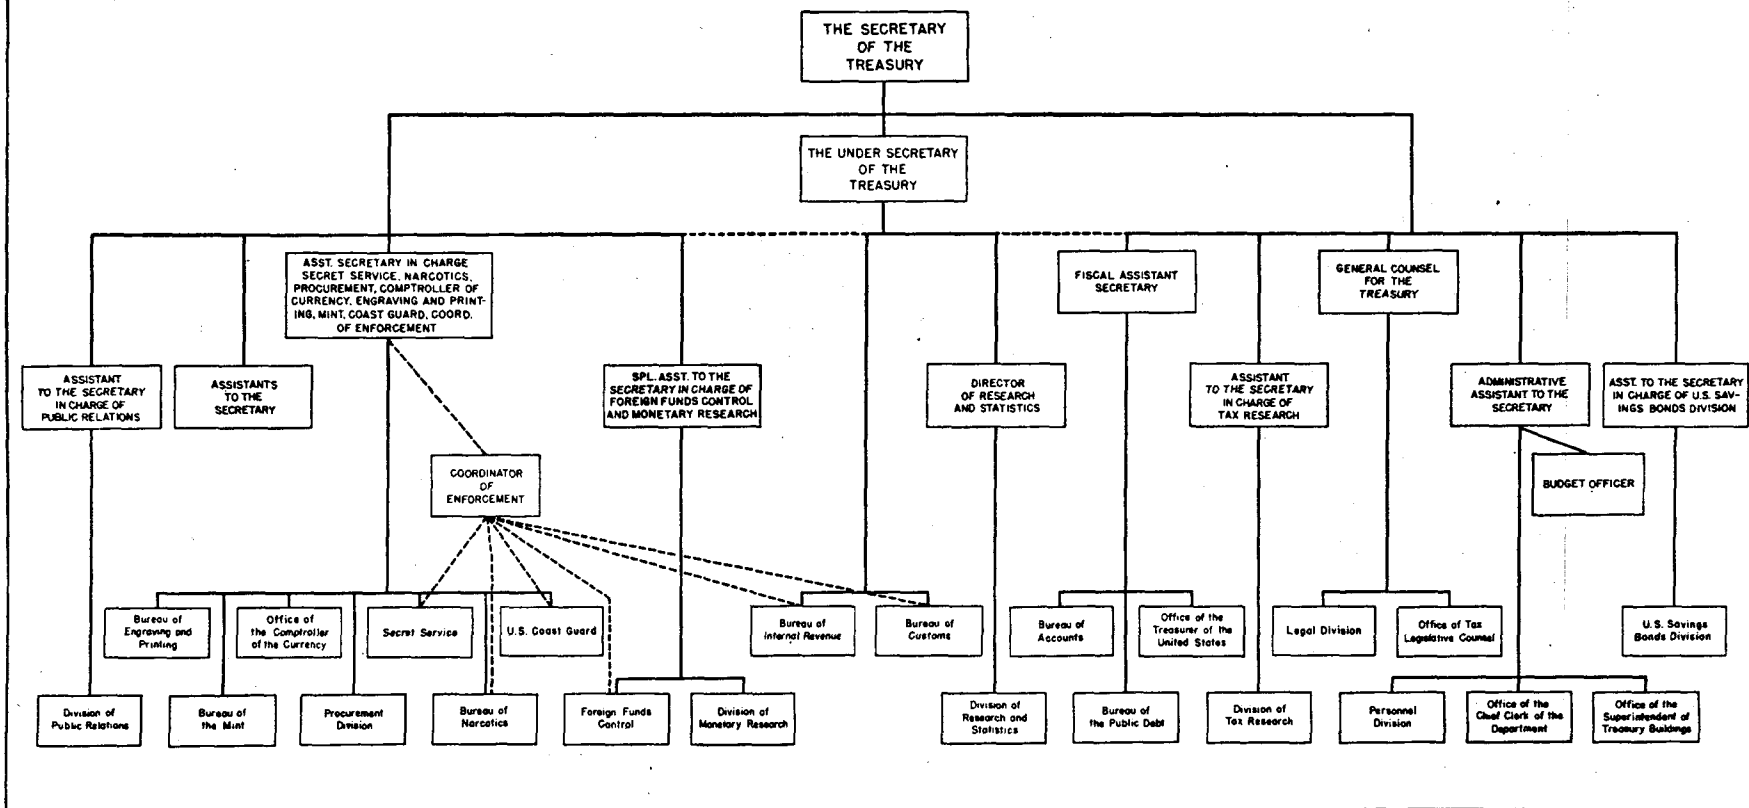 THE SECRETARY
OF THE
TREASURY
THE UNDER SECRETARY
OF THE
TREASURY
ASST. SECRETARY IN CHARGE
SECRET SERVICE, NARCOTICS,
PROCUREMENT, COMPTROLLER OF
CURRENCY, ENGRAVING AND PRINT-
ING, MINT, COAST GUARD, COORD.
OF ENFORCEMENT
FISCAL ASSISTANT
SECRETARY
GENERAL COUNSEL
FOR THE
TREASURY
ASSISTANT
TO THE SECRETARY
IN CHARGE OF
PUBLIC RELATIONS
ASSISTANTS
TO THE
SECRETARY
SPL. ASST. TO THE
SECRETARY IN CHARGE OF
FOREIGN FUNDS CONTROL
AND MONETARY RESEARCH
DIRECTOR
OF RESEARCH
AND STATISTICS
ASSISTANT
TO THE SECRETARY
IN CHARGE OF
TAX RESEARCH
ADMINISTRATIVE
ASSISTANT TO THE
SECRETARY
ASST. TO THE SECRETARY
IN CHARGE OF U.S. SAV-
INGS BONDS DIVISION
COORDINATOR
OF
ENFORCEMENT
BUDGET OFFICER
Bureau of
Engraving and
Printing
Office of
the Comptroller
of the Currency
Secret Service
U.S. Coast Guard
Bureau of
Internal Revenue
Bureau of
Customs
Bureau of
Accounts
Office of the
Treasurer of the
United States
Legal Division
Office of Tax
Legislative Counsel
U.S. Savings
Bonds Division
Division of
Public Relations
Bureau of
the Mint
Procurement
Division
Bureau of
Narcotics
Foreign Funds
Control
Division of
Monetary Research
Division of
Research and
Statistics
Bureau of
the Public Debt
Division of
Tax Research
Personnel
Division
Office of the
Chief Clerk of the
Department
Office of the
Superintendent of
Treasury Buildings